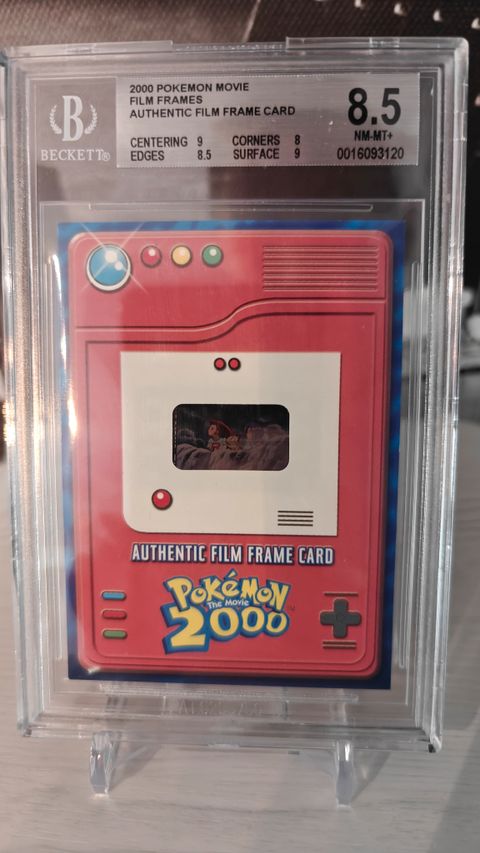 2000 POKEMON MOVIE
FILM FRAMES
AUTHENTIC FILM FRAME CARD
8.5
NM-MT+
B
BECKETT®
CENTERING 9 CORNERS 8
EDGES 8.5 SURFACE 9
0016093120
AUTHENTIC FILM FRAME CARD
POKéMON
The Movie
2000
TM